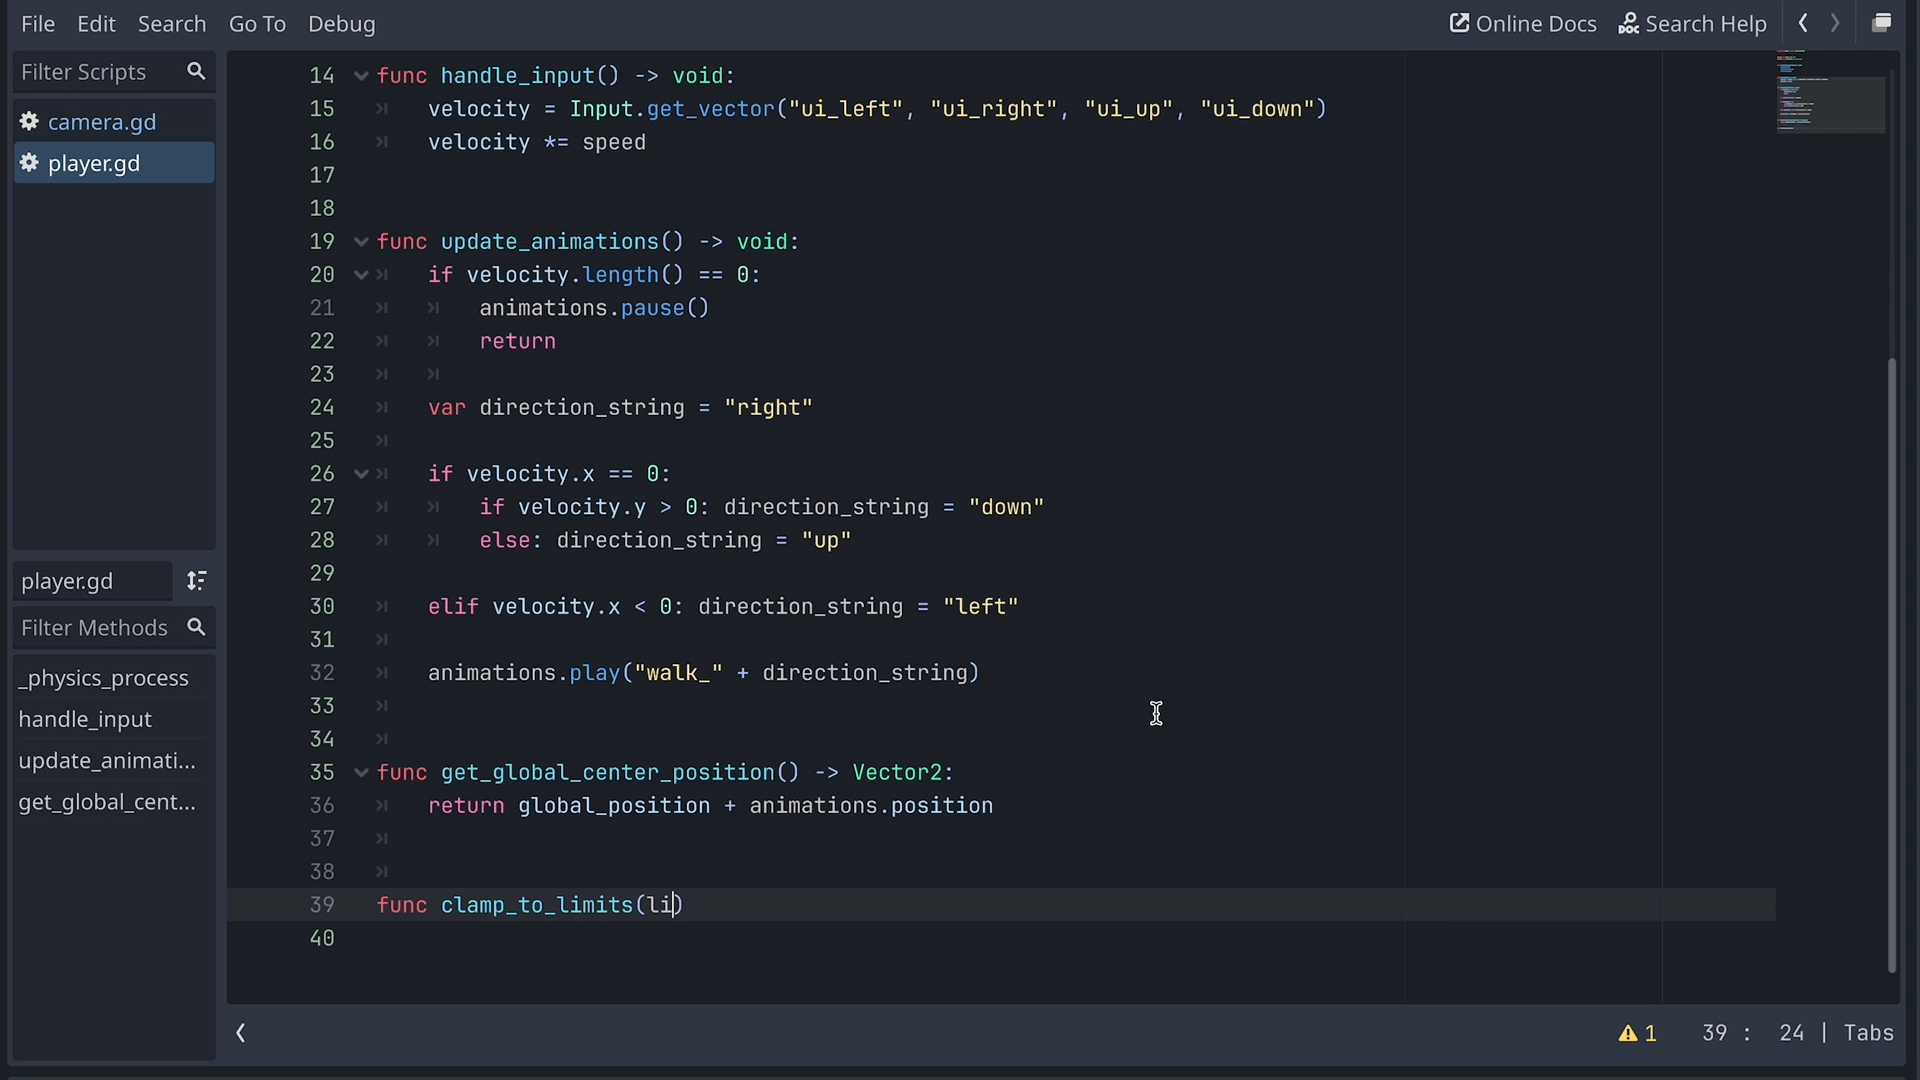 File Edit Search Go To Debug Online Docs Search Help
Filter Scripts
camera.gd
player.gd
player.gd
Filter Methods
_physics_process
handle_input
update_animati...
get_global_cent...
14 func handle_input() -> void:
15 velocity = Input.get_vector("ui_left", "ui_right", "ui_up", "ui_down")
16 velocity *= speed
17
18
19 func update_animations() -> void:
20 if velocity.length() == 0:
21 animations.pause()
22 return
23
24 var direction_string = "right"
25
26 if velocity.x == 0:
27 if velocity.y > 0: direction_string = "down"
28 else: direction_string = "up"
29
30 elif velocity.x < 0: direction_string = "left"
31
32 animations.play("walk_" + direction_string)
33
34
35 func get_global_center_position() -> Vector2:
36 return global_position + animations.position
37
38
39 func clamp_to_limits(li)
40
1 39 : 24 | Tabs